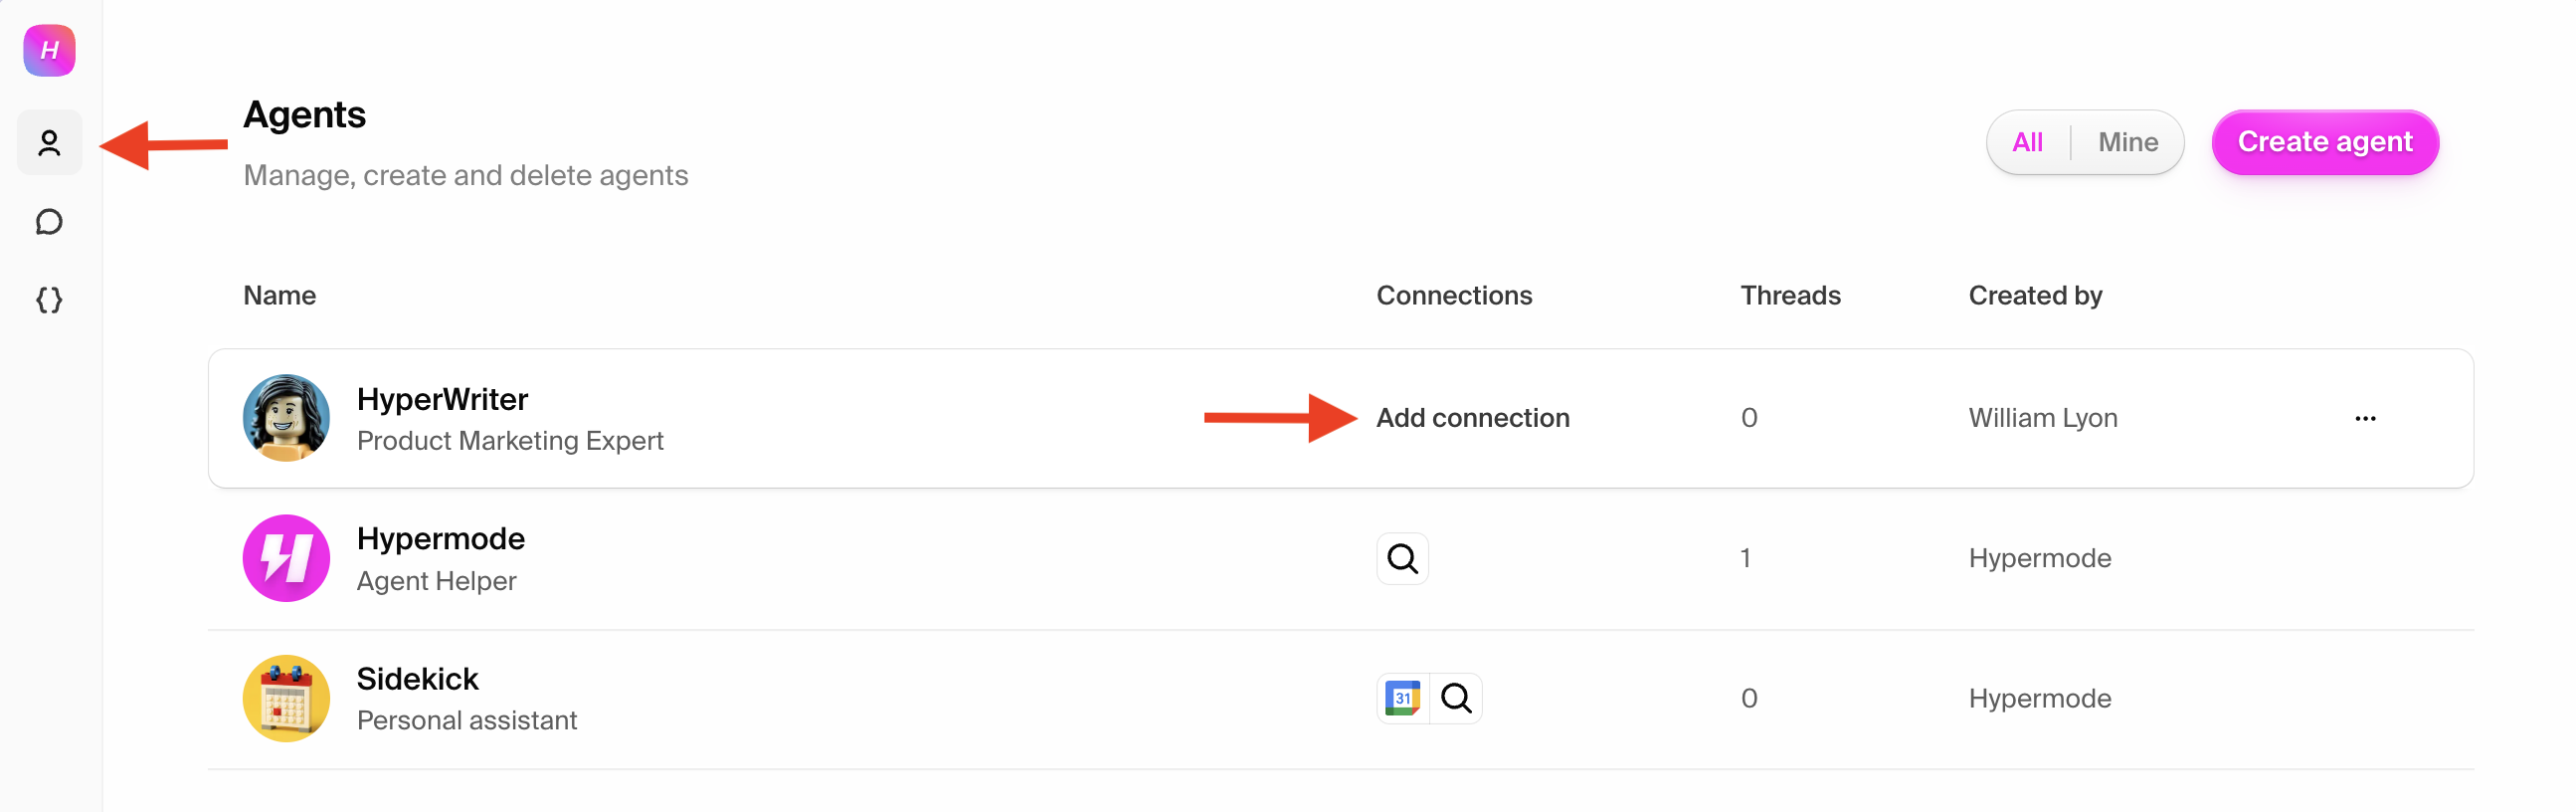 H
Agents
Manage, create and delete agents
All
Mine
Create agent
Name
Connections
Threads
Created by
HyperWriter
Product Marketing Expert
Add connection
0
William Lyon
Hypermode
Agent Helper
1
Hypermode
Sidekick
Personal assistant
31
0
Hypermode